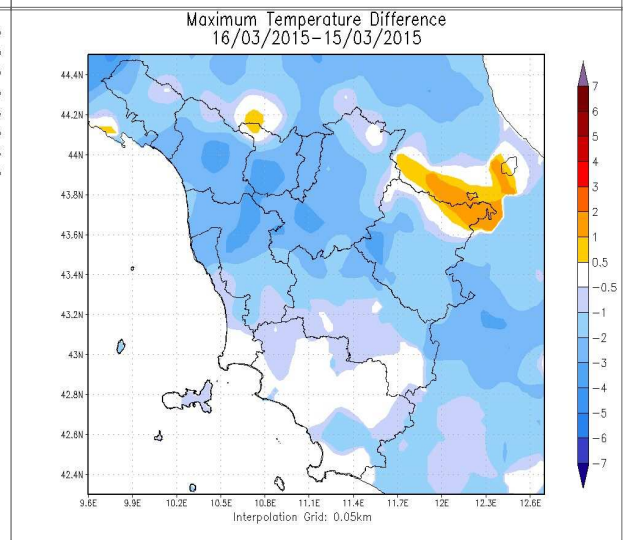 Maximum Temperature Difference
16/03/2015-15/03/2015
44.4N
44.2N
44N
43.8N
43.6N
43.4N
43.2N
43N
42.8N
42.6N
42.4N
9.6E 9.9E 10.2E 10.5E 10.8E 11.1E 11.4E 11.7E 12E 12.3E 12.6E
Interpolation Grid: 0.05km
7
6
5
4
3
2
1
0.5
-0.5
-1
-2
-3
-4
-5
-6
-7